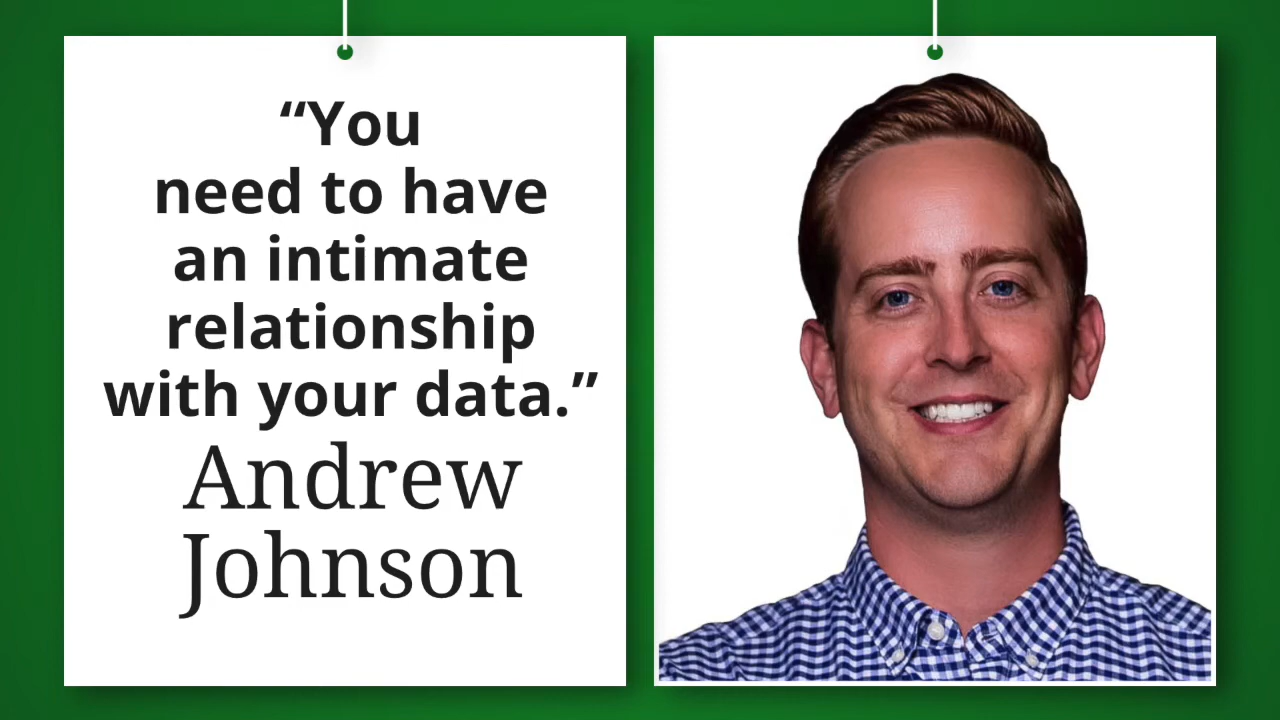 “You
need to have
an intimate
relationship
with your data.”
Andrew
Johnson